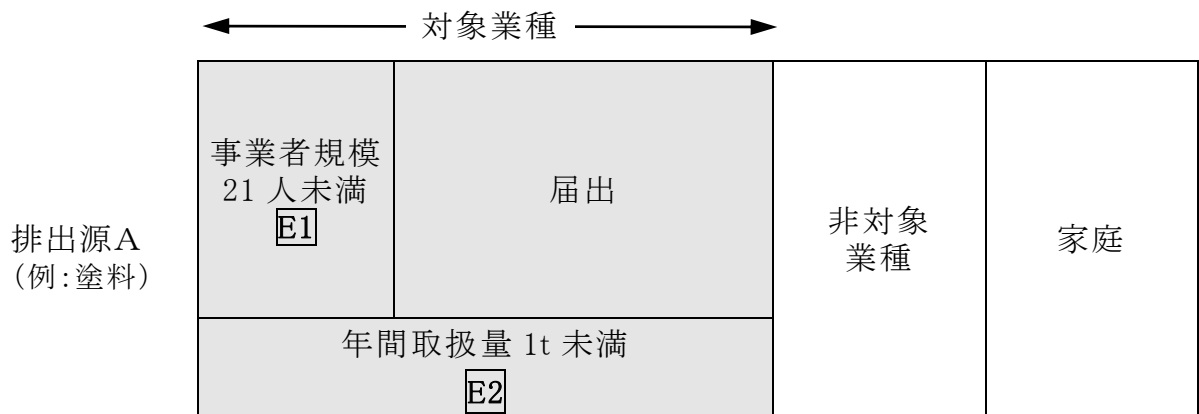 対象業種
事業者規模
21人未満
E1
届出
排出源A
(例:塗料)
非対象
業種
家庭
年間取扱量 1t 未満
E2